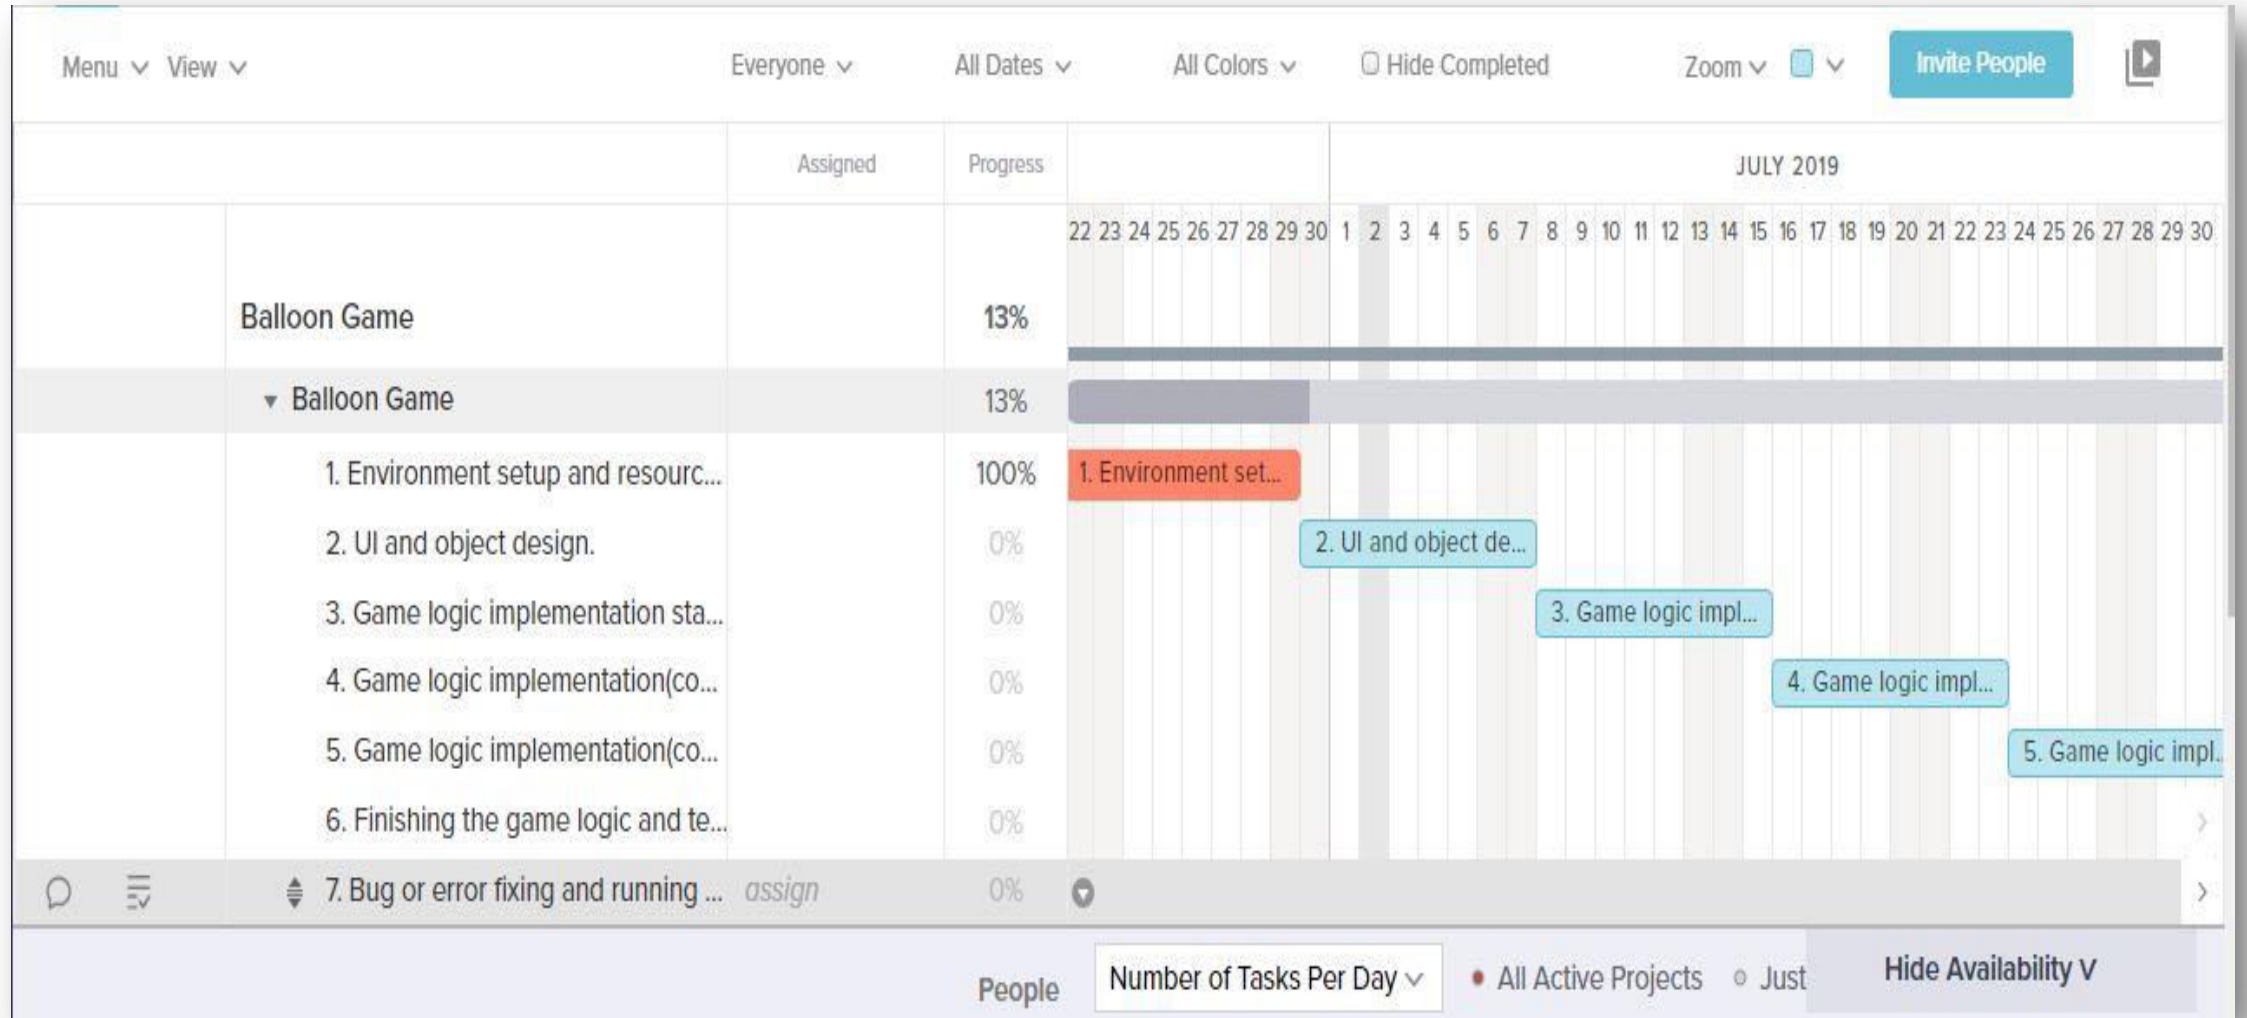 Menu View Everyone All Dates All Colors Hide Completed Zoom Invite People
Assigned Progress JULY 2019
22 23 24 25 26 27 28 29 30 1 2 3 4 5 6 7 8 9 10 11 12 13 14 15 16 17 18 19 20 21 22 23 24 25 26 27 28 29 30
Balloon Game 13%
Balloon Game 13%
1. Environment setup and resourc... 100% 1. Environment set...
2. UI and object design. 0% 2. UI and object de...
3. Game logic implementation sta... 0% 3. Game logic impl...
4. Game logic implementation(co... 0% 4. Game logic impl...
5. Game logic implementation(co... 0% 5. Game logic impl.
6. Finishing the game logic and te... 0%
7. Bug or error fixing and running ... assign 0%
People Number of Tasks Per Day All Active Projects Just Hide Availability V